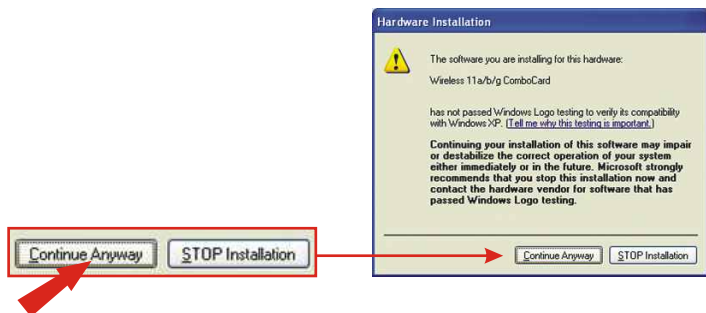 Hardware Installation
The software you are installing for this hardware:
Wireless 11a/b/g ComboCard
has not passed Windows Logo testing to verify its compatibility
with Windows XP. (Tell me why this testing is important.)
Continuing your installation of this software may impair
or destabilize the correct operation of your system
either immediately or in the future. Microsoft strongly
recommends that you stop this installation now and
contact the hardware vendor for software that has
passed Windows Logo testing.
Continue Anyway STOP Installation
Continue Anyway STOP Installation